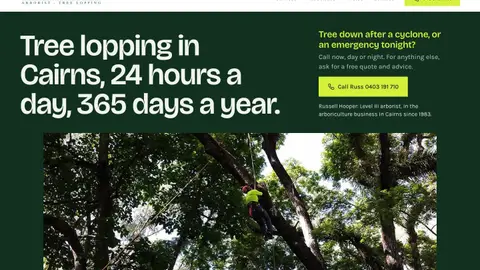 ARBORIST · TREE LOPPING
Tree lopping in
Cairns, 24 hours a
day, 365 days a year.
Tree down after a cyclone, or
an emergency tonight?
Call now, day or night. For anything else,
ask for a free quote and advice.
Call Russ 0403 191 710
Russell Hooper. Level III arborist, in the
arboriculture business in Cairns since 1983.